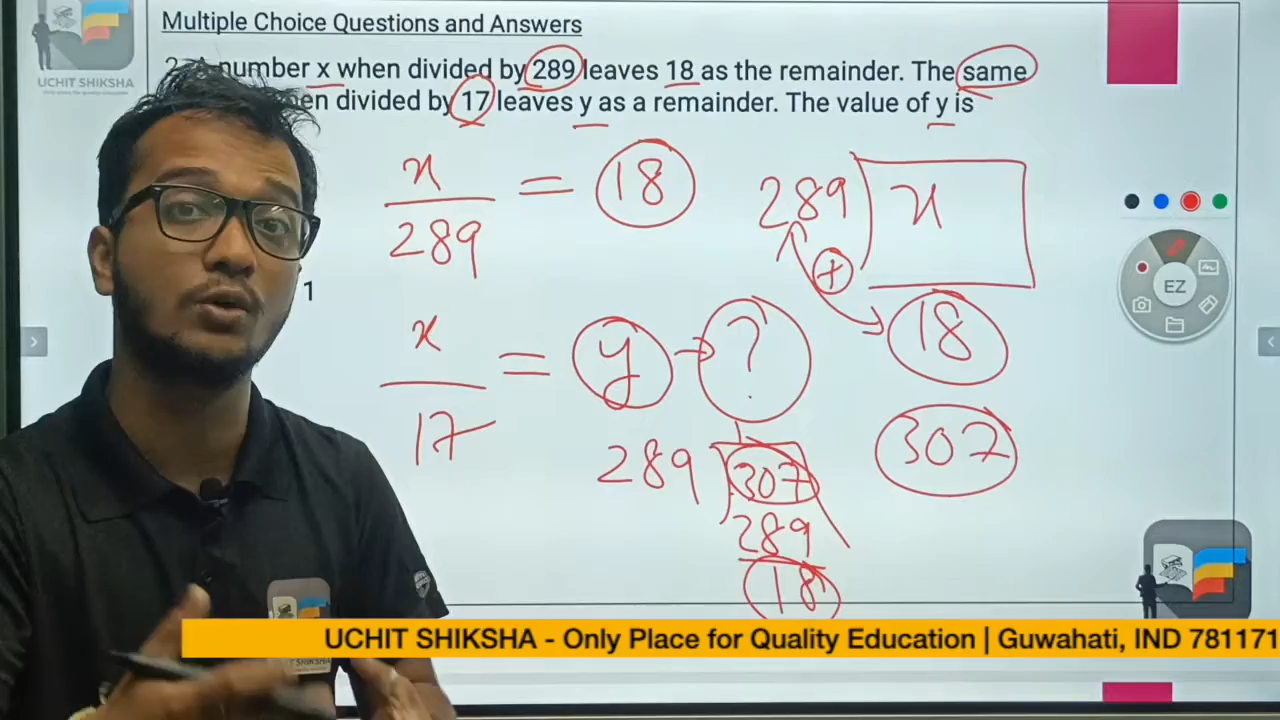 Multiple Choice Questions and Answers
UCHIT SHIKSHA
number x when divided by 289 leaves 18 as the remainder. The same
en divided by 17 leaves y as a remainder. The value of y is
x/289 = 18
289 x
18
307
1
x/17 = y → ?
289 307
289
18
+
EZ
UCHIT SHIKSHA - Only Place for Quality Education | Guwahati, IND 781171